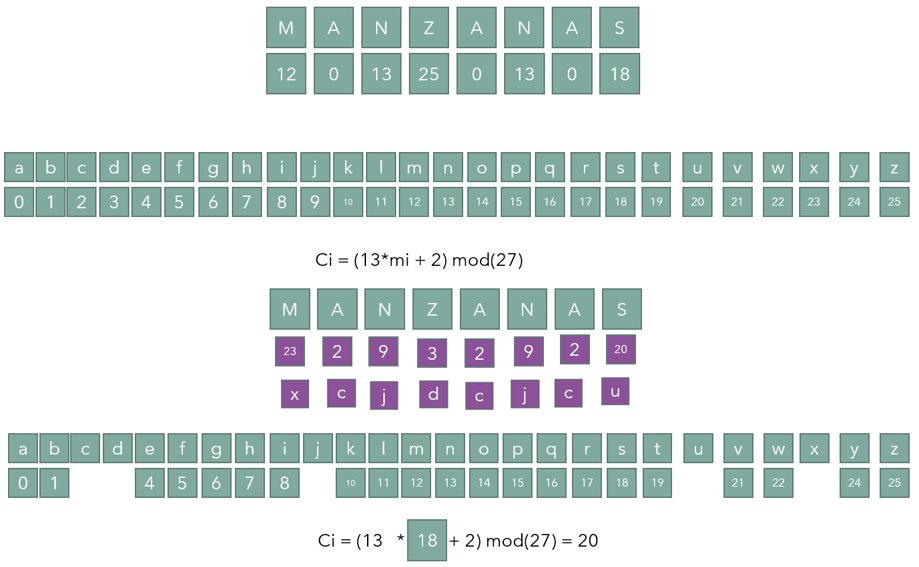 M A N Z A N A S
12 0 13 25 0 13 0 18
a b c d e f g h i j k l m n o p q r s t u v w x y z
0 1 2 3 4 5 6 7 8 9 10 11 12 13 14 15 16 17 18 19 20 21 22 23 24 25
Ci = (13*mi + 2) mod(27)
M A N Z A N A S
23 2 9 3 2 9 2 20
x c j d c j c u
a b c d e f g h i j k l m n o p q r s t u v w x y z
0 1 4 5 6 7 8 10 11 12 13 14 15 16 17 18 19 21 22 24 25
Ci = (13 * 18 + 2) mod(27) = 20